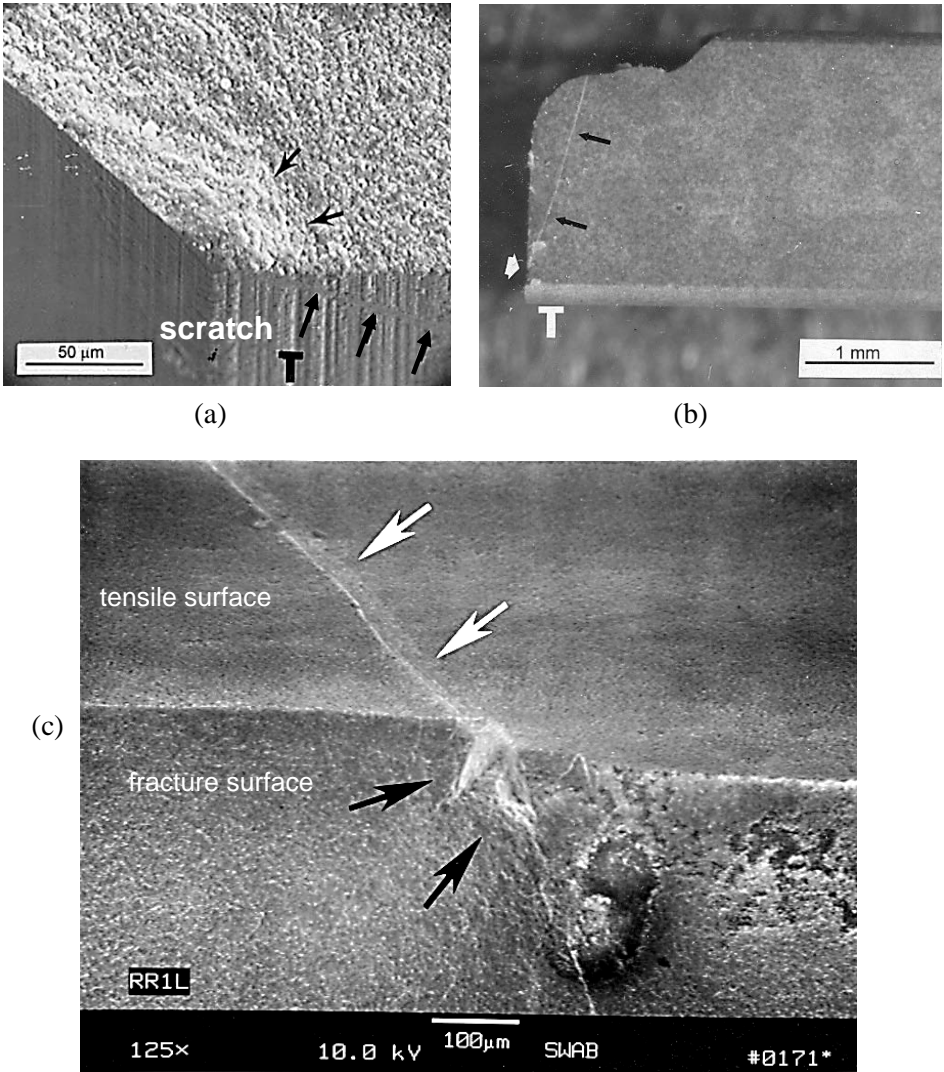 scratch
50 μm
T
(a)
T
1 mm
(b)
tensile surface
(c)
fracture surface
RR1L
100μm
125× 10.0 kV SWAB #0171*